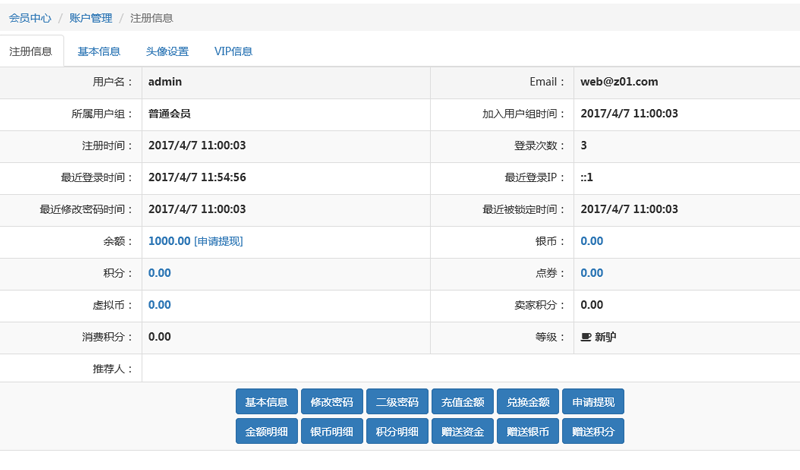 会员中心 / 账户管理 / 注册信息
注册信息 基本信息 头像设置 VIP信息
用户名： admin Email： web@z01.com
所属用户组： 普通会员 加入用户组时间： 2017/4/7 11:00:03
注册时间： 2017/4/7 11:00:03 登录次数： 3
最近登录时间： 2017/4/7 11:54:56 最近登录IP： ::1
最近修改密码时间： 2017/4/7 11:00:03 最近被锁定时间： 2017/4/7 11:00:03
余额： 1000.00 [申请提现] 银币： 0.00
积分： 0.00 点券： 0.00
虚拟币： 0.00 卖家积分： 0.00
消费积分： 0.00 等级： 新驴
推荐人：
基本信息 修改密码 二级密码 充值金额 兑换金额 申请提现
金额明细 银币明细 积分明细 赠送资金 赠送银币 赠送积分